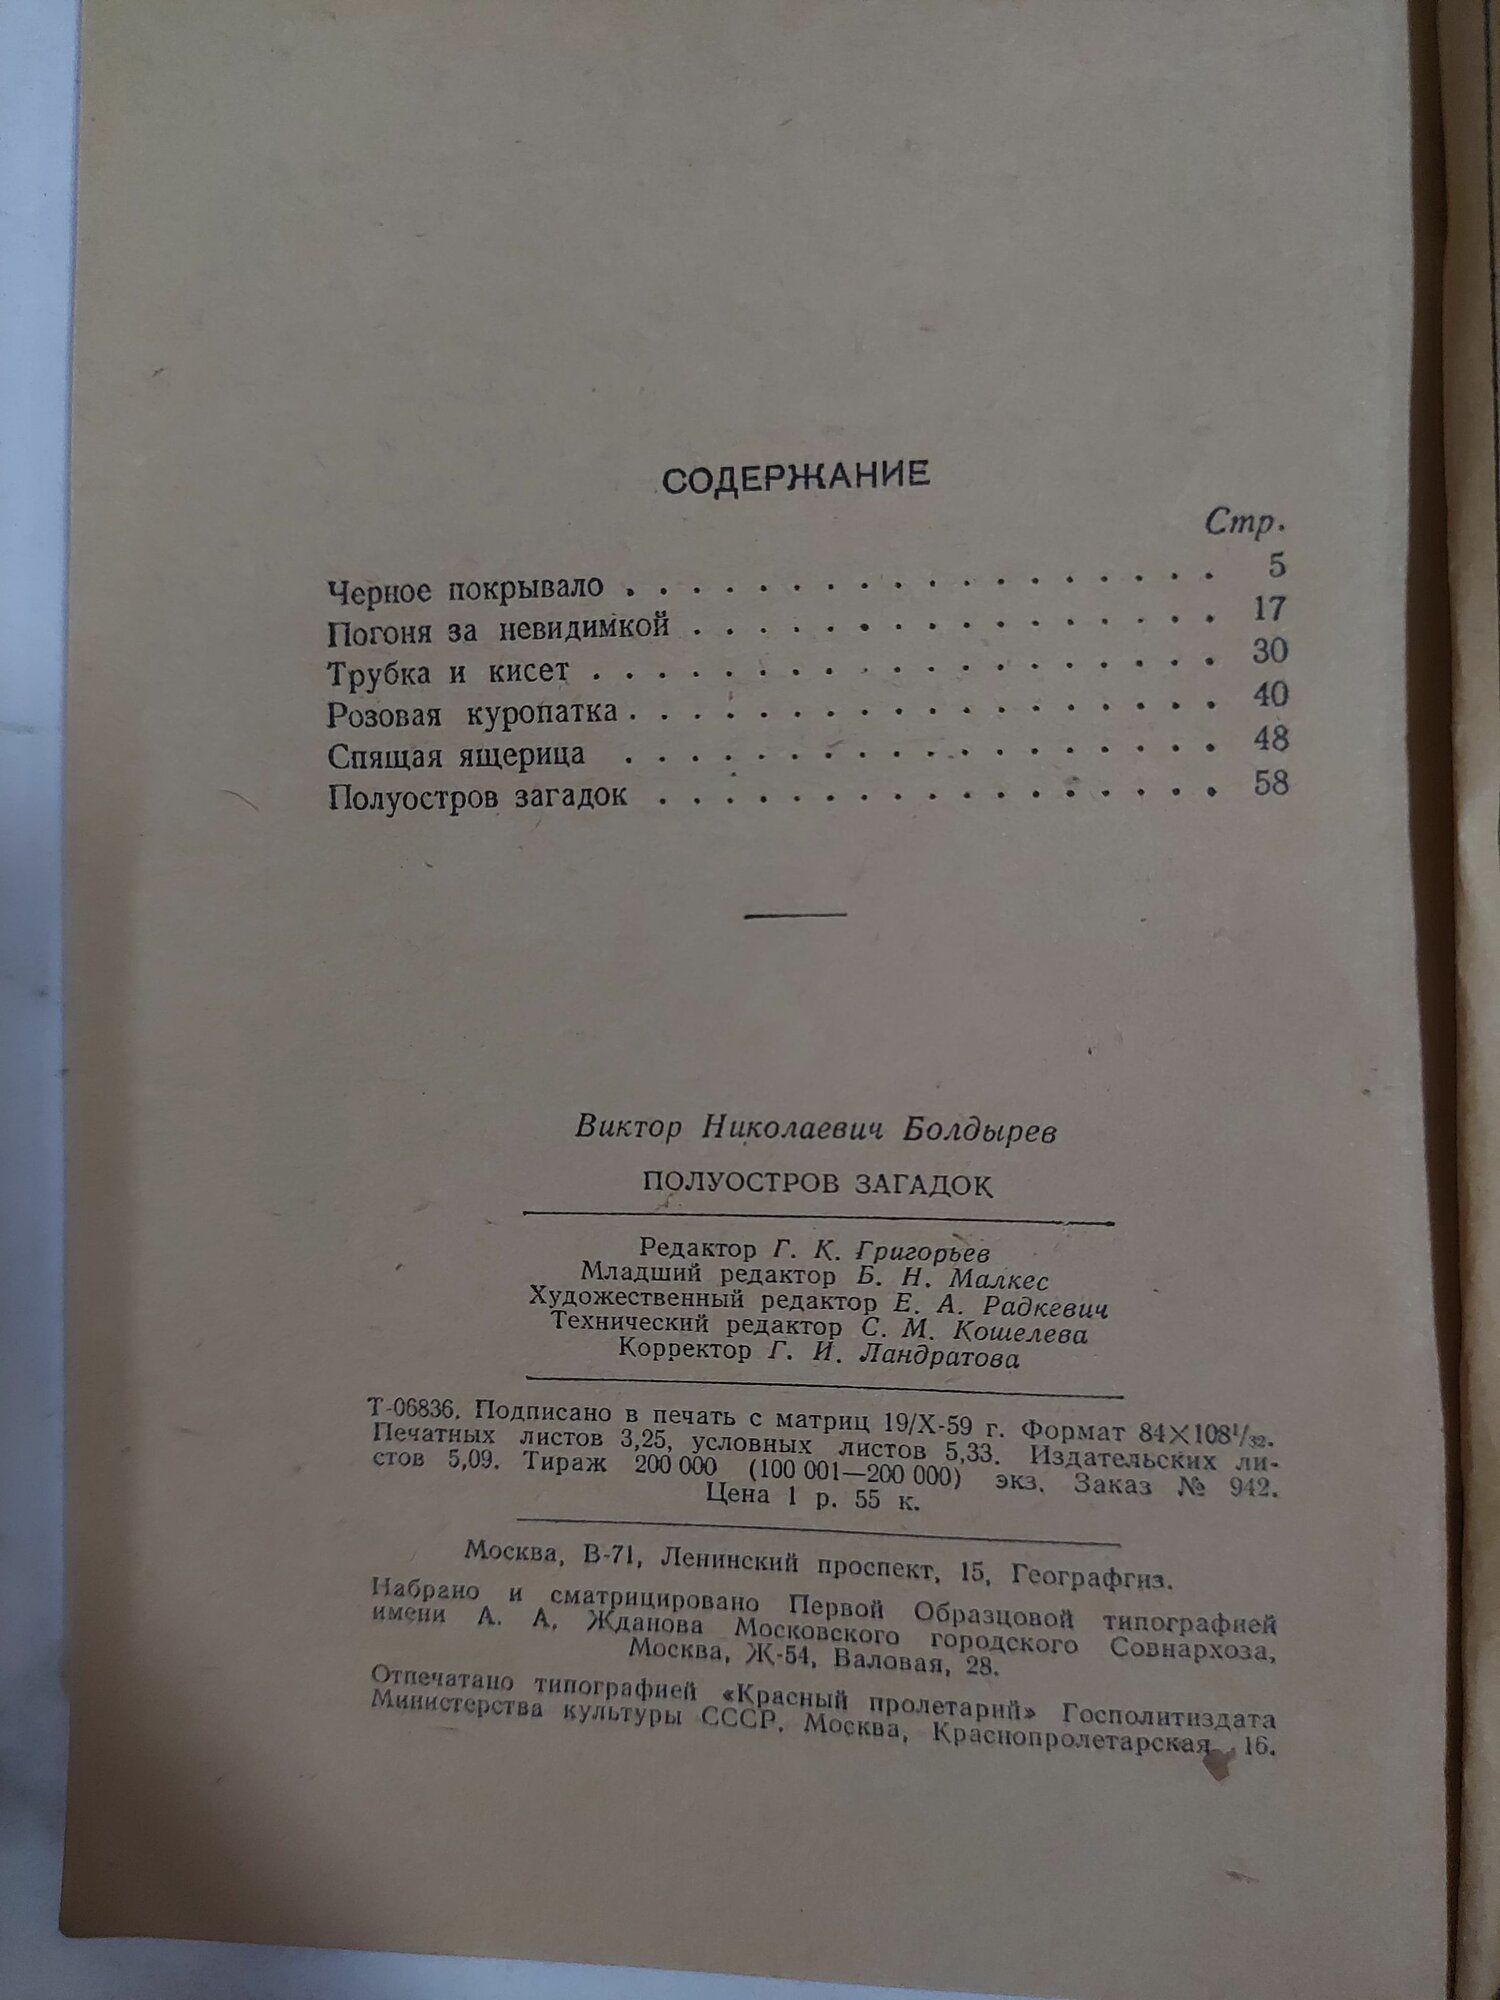 СОДЕРЖАНИЕ
Стр.
Черное покрывало . . . . . . . . . . . . . . . . . . 5
Погоня за невидимкой . . . . . . . . . . . . . . . . 17
Трубка и кисет . . . . . . . . . . . . . . . . . . . 30
Розовая куропатка . . . . . . . . . . . . . . . . . . 40
Спящая ящерица . . . . . . . . . . . . . . . . . . 48
Полуостров загадок . . . . . . . . . . . . . . . . . 58
Виктор Николаевич Болдырев
ПОЛУОСТРОВ ЗАГАДОК
Редактор Г. К. Григорьев
Младший редактор Б. Н. Малкес
Художественный редактор Е. А. Радкевич
Технический редактор С. М. Кошелева
Корректор Г. И. Ландратова
Т-06836. Подписано в печать с матриц 19/X-59 г. Формат 84×108¹/₃₂.
Печатных листов 3,25, условных листов 5,33. Издательских ли-
стов 5,09. Тираж 200 000 (100 001—200 000) экз. Заказ № 942.
Цена 1 р. 55 к.
Москва, В-71, Ленинский проспект, 15, Географгиз.
Набрано и сматрицировано Первой Образцовой типографией
имени А. А. Жданова Московского городского Совнархоза,
Москва, Ж-54, Валовая, 28.
Отпечатано типографией «Красный пролетарий» Госполитиздата
Министерства культуры СССР. Москва, Краснопролетарская, 16.